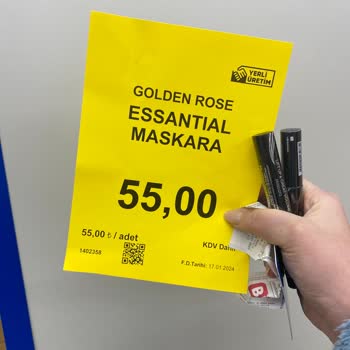 YERLİ
ÜRETİM
GOLDEN ROSE
ESSANTIAL
MASKARA
55,00
55,00 ₺ / adet
KDV Dahil
1402358
F.D.Tarihi: 17.01.2024
B